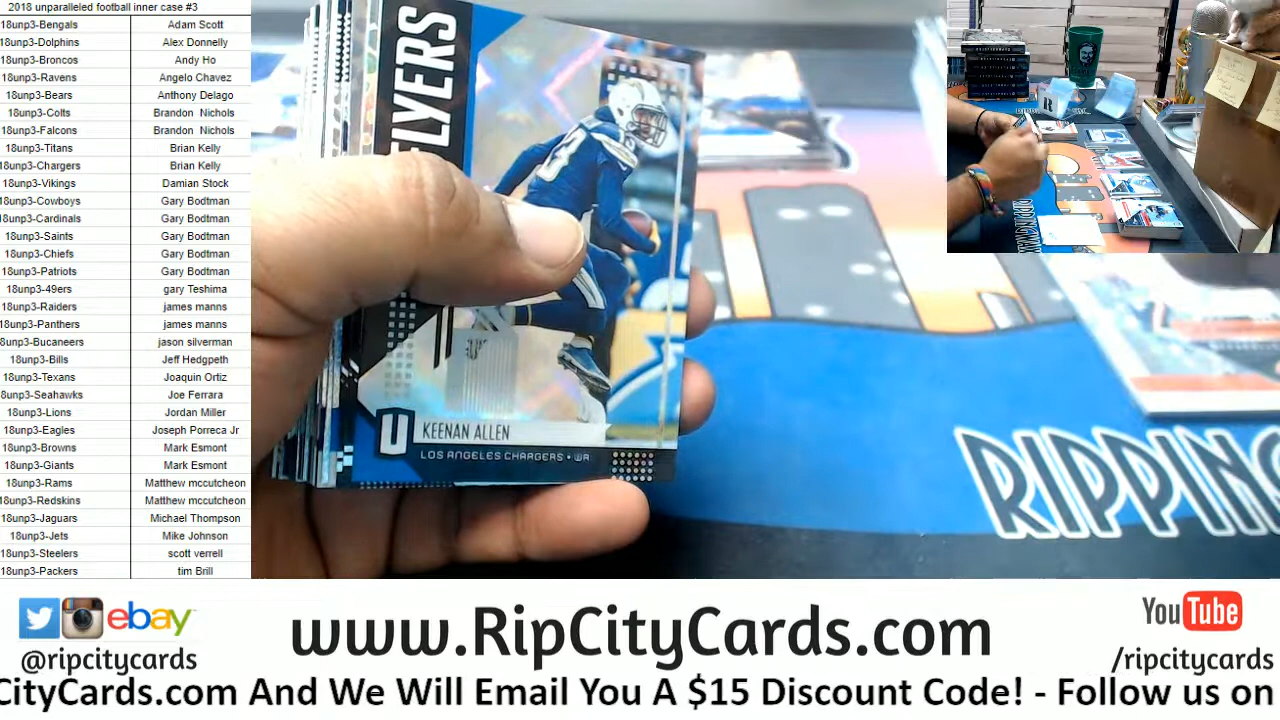 2018 unparalleled football inner case #3
18unp3-Bengals Adam Scott
18unp3-Dolphins Alex Donnelly
18unp3-Broncos Andy Ho
18unp3-Ravens Angelo Chavez
18unp3-Bears Anthony Delago
18unp3-Colts Brandon Nichols
18unp3-Falcons Brandon Nichols
18unp3-Titans Brian Kelly
18unp3-Chargers Brian Kelly
18unp3-Vikings Damian Stock
18unp3-Cowboys Gary Bodtman
18unp3-Cardinals Gary Bodtman
18unp3-Saints Gary Bodtman
18unp3-Chiefs Gary Bodtman
18unp3-Patriots Gary Bodtman
18unp3-49ers gary Teshima
18unp3-Raiders james manns
18unp3-Panthers james manns
18unp3-Bucaneers jason silverman
18unp3-Bills Jeff Hedgpeth
18unp3-Texans Joaquin Ortiz
18unp3-Seahawks Joe Ferrara
18unp3-Lions Jordan Miller
18unp3-Eagles Joseph Porreca Jr
18unp3-Browns Mark Esmont
18unp3-Giants Mark Esmont
18unp3-Rams Matthew mccutcheon
18unp3-Redskins Matthew mccutcheon
18unp3-Jaguars Michael Thompson
18unp3-Jets Mike Johnson
18unp3-Steelers scott verrell
18unp3-Packers tim Brill
FLYERS
U
KEENAN ALLEN
LOS ANGELES CHARGERS • WR
RIPPING
ebay
@ripcitycards
www.RipCityCards.com
YouTube
/ripcitycards
CityCards.com And We Will Email You A $15 Discount Code! - Follow us on